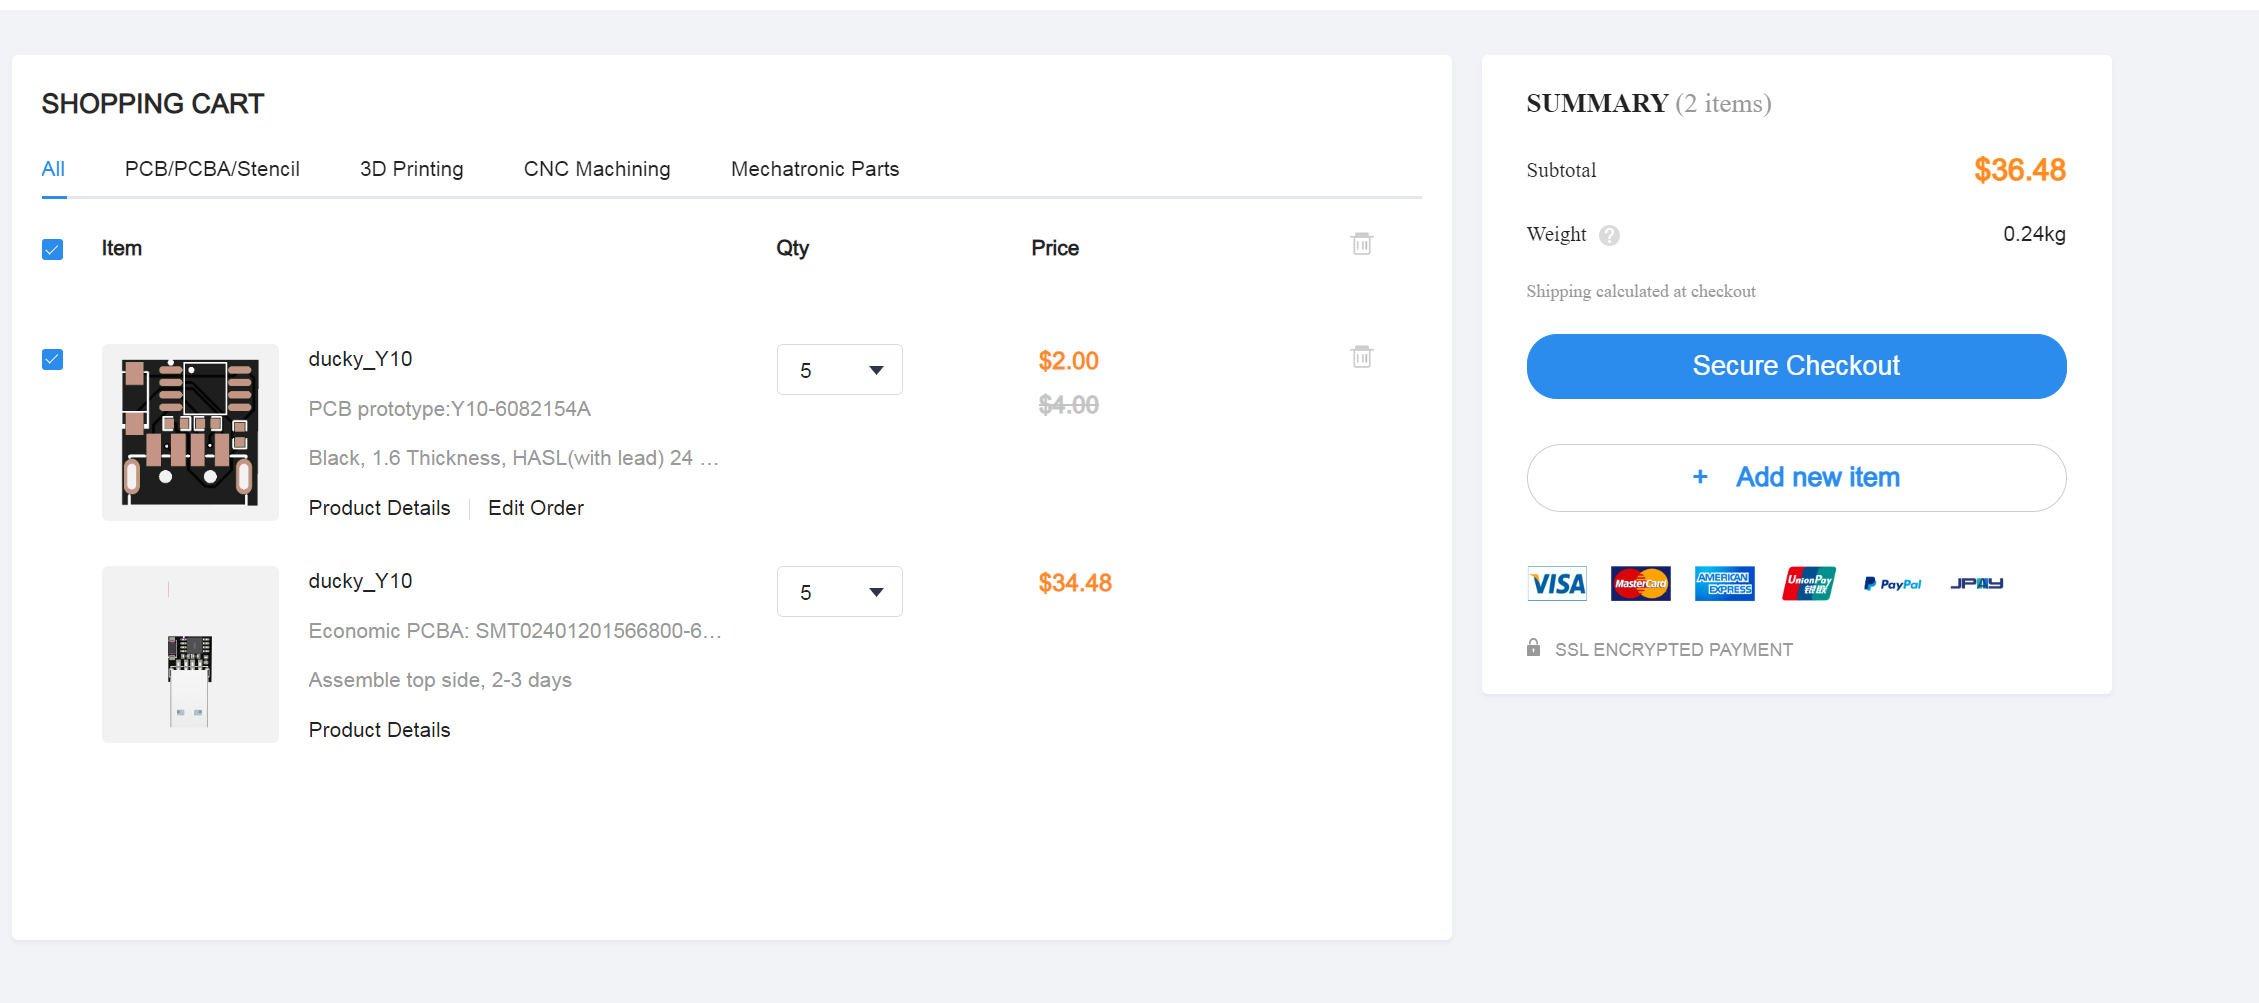 SHOPPING CART
All PCB/PCBA/Stencil 3D Printing CNC Machining Mechatronic Parts
Item Qty Price
ducky_Y10 5 $2.00
$4.00
PCB prototype:Y10-6082154A
Black, 1.6 Thickness, HASL(with lead) 24 ...
Product Details Edit Order
ducky_Y10 5 $34.48
Economic PCBA: SMT02401201566800-6...
Assemble top side, 2-3 days
Product Details
SUMMARY (2 items)
Subtotal $36.48
Weight ? 0.24kg
Shipping calculated at checkout
Secure Checkout
+ Add new item
VISA MasterCard AMERICAN EXPRESS UnionPay 银联 PayPal JPAY
SSL ENCRYPTED PAYMENT